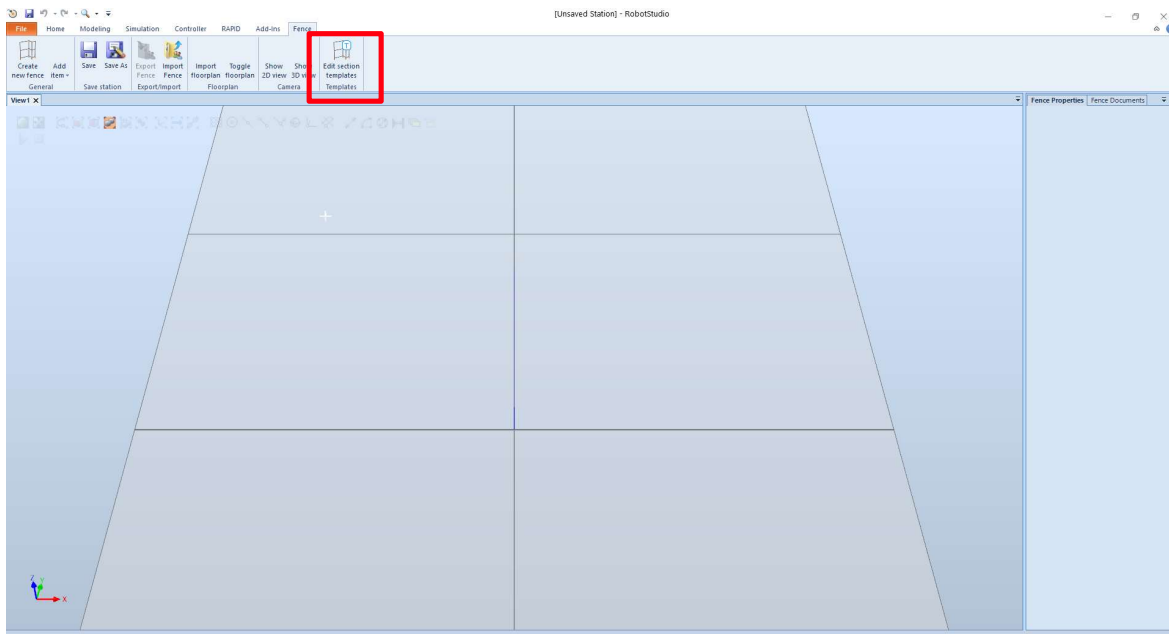 [Unsaved Station] - RobotStudio
File Home Modeling Simulation Controller RAPID Add-Ins Fence
Create new fence
Add item
Save
Save As
Export Fence
Import Fence
Import floorplan
Toggle floorplan
Show 2D view
Show 3D view
Edit section templates
General Save station Export/Import Floorplan Camera Templates
View1
Fence Properties Fence Documents
Z Y
X